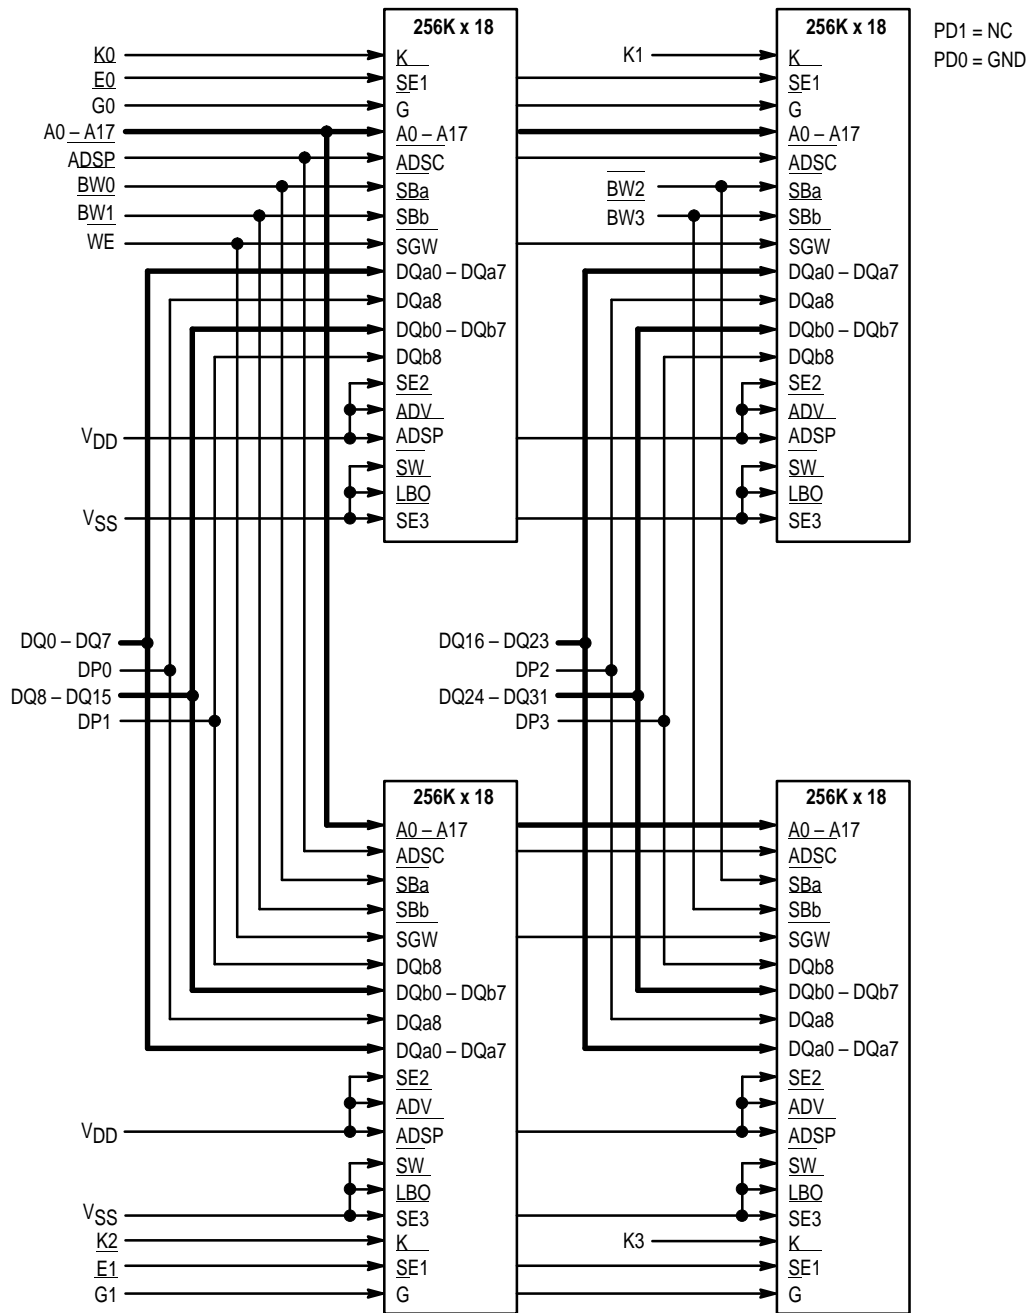 256K x 18
K0
E0
G0
A0 – A17
ADSP
BW0
BW1
WE
K
SE1
G
A0 – A17
ADSC
SBa
SBb
SGW
DQa0 – DQa7
DQa8
DQb0 – DQb7
DQb8
SE2
ADV
ADSP
SW
LBO
SE3
VDD
VSS
256K x 18
K1
BW2
BW3
K
SE1
G
A0 – A17
ADSC
SBa
SBb
SGW
DQa0 – DQa7
DQa8
DQb0 – DQb7
DQb8
SE2
ADV
ADSP
SW
LBO
SE3
PD1 = NC
PD0 = GND
DQ0 – DQ7
DP0
DQ8 – DQ15
DP1
DQ16 – DQ23
DP2
DQ24 – DQ31
DP3
256K x 18
A0 – A17
ADSC
SBa
SBb
SGW
DQb8
DQb0 – DQb7
DQa8
DQa0 – DQa7
SE2
ADV
ADSP
SW
LBO
SE3
K
SE1
G
VDD
VSS
K2
E1
G1
256K x 18
A0 – A17
ADSC
SBa
SBb
SGW
DQb8
DQb0 – DQb7
DQa8
DQa0 – DQa7
SE2
ADV
ADSP
SW
LBO
SE3
K3
K
SE1
G